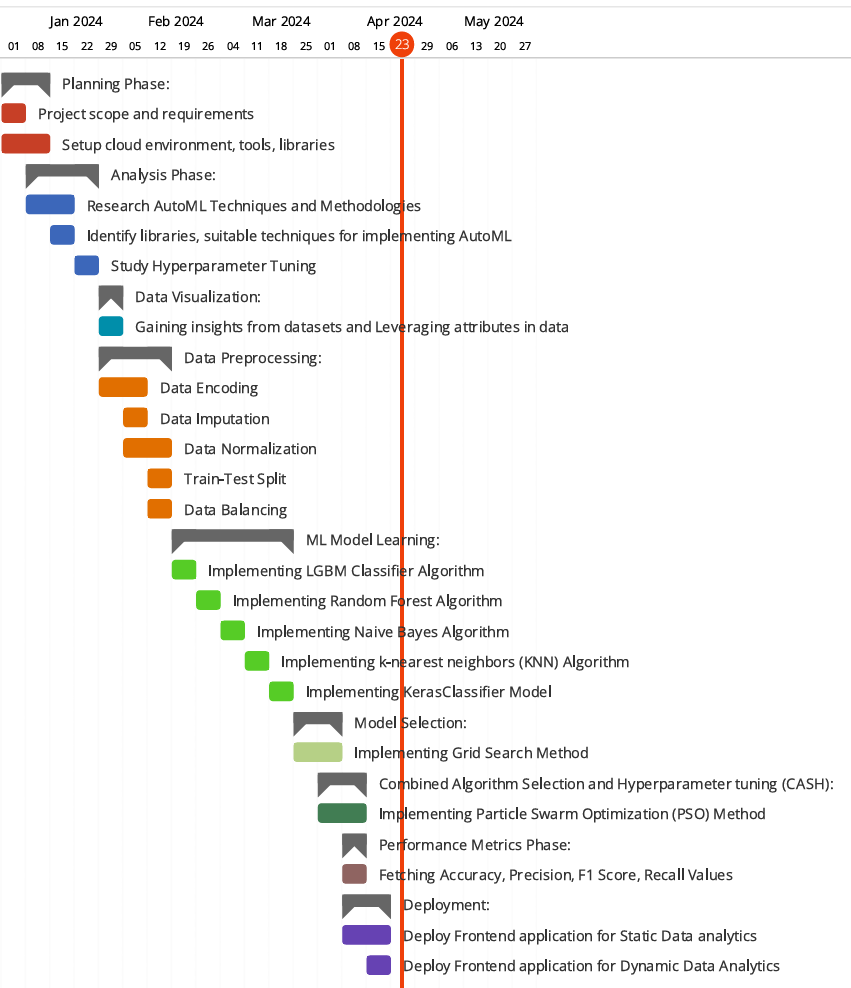 Jan 2024 Feb 2024 Mar 2024 Apr 2024 May 2024
01 08 15 22 29 05 12 19 26 04 11 18 25 01 08 15 23 29 06 13 20 27
Planning Phase:
Project scope and requirements
Setup cloud environment, tools, libraries
Analysis Phase:
Research AutoML Techniques and Methodologies
Identify libraries, suitable techniques for implementing AutoML
Study Hyperparameter Tuning
Data Visualization:
Gaining insights from datasets and Leveraging attributes in data
Data Preprocessing:
Data Encoding
Data Imputation
Data Normalization
Train-Test Split
Data Balancing
ML Model Learning:
Implementing LGBM Classifier Algorithm
Implementing Random Forest Algorithm
Implementing Naive Bayes Algorithm
Implementing k-nearest neighbors (KNN) Algorithm
Implementing KerasClassifier Model
Model Selection:
Implementing Grid Search Method
Combined Algorithm Selection and Hyperparameter tuning (CASH):
Implementing Particle Swarm Optimization (PSO) Method
Performance Metrics Phase:
Fetching Accuracy, Precision, F1 Score, Recall Values
Deployment:
Deploy Frontend application for Static Data analytics
Deploy Frontend application for Dynamic Data Analytics